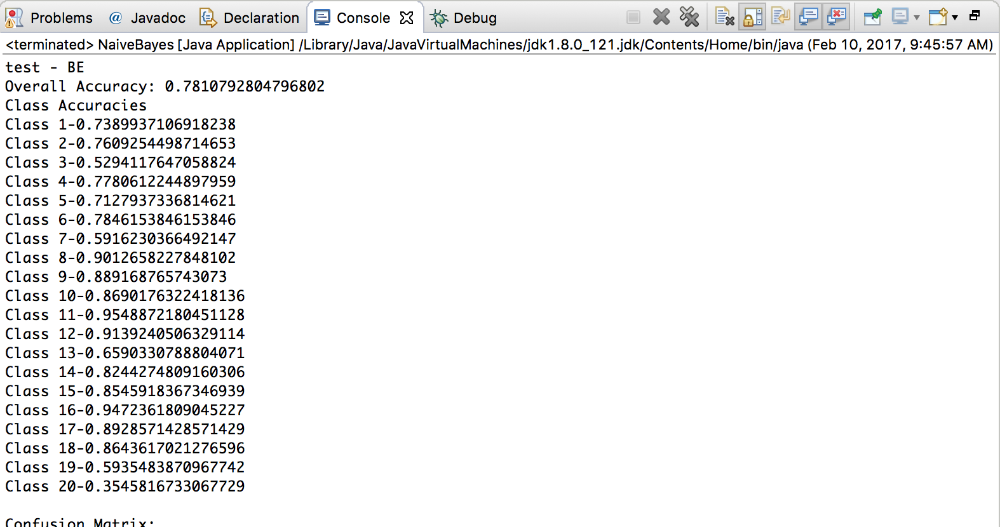 Problems @ Javadoc Declaration Console Debug
<terminated> NaiveBayes [Java Application] /Library/Java/JavaVirtualMachines/jdk1.8.0_121.jdk/Contents/Home/bin/java (Feb 10, 2017, 9:45:57 AM)
test - BE
Overall Accuracy: 0.7810792804796802
Class Accuracies
Class 1-0.7389937106918238
Class 2-0.7609254498714653
Class 3-0.5294117647058824
Class 4-0.7780612244897959
Class 5-0.7127937336814621
Class 6-0.7846153846153846
Class 7-0.5916230366492147
Class 8-0.9012658227848102
Class 9-0.889168765743073
Class 10-0.8690176322418136
Class 11-0.9548872180451128
Class 12-0.9139240506329114
Class 13-0.6590330788804071
Class 14-0.8244274809160306
Class 15-0.8545918367346939
Class 16-0.9472361809045227
Class 17-0.8928571428571429
Class 18-0.8643617021276596
Class 19-0.5935483870967742
Class 20-0.3545816733067729
Confusion Matrix: